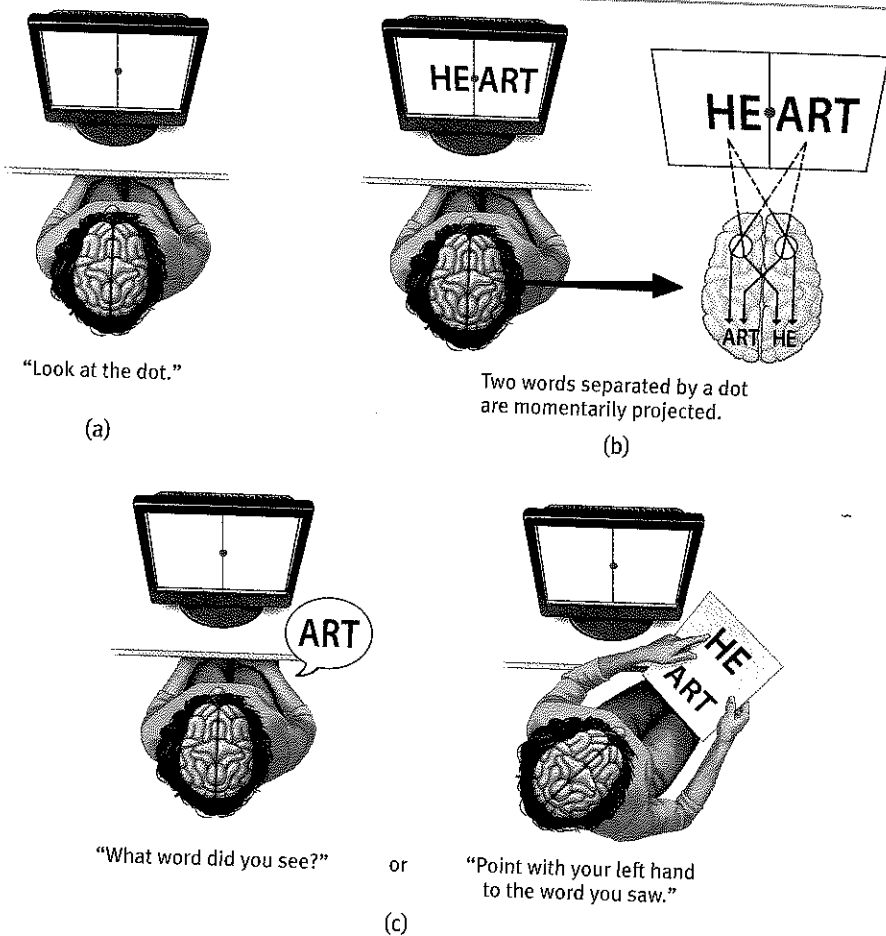 HE ART
HE ART
ART HE
"Look at the dot."
Two words separated by a dot
are momentarily projected.
(a)
(b)
ART
HE
ART
"What word did you see?"
or
"Point with your left hand
to the word you saw."
(c)